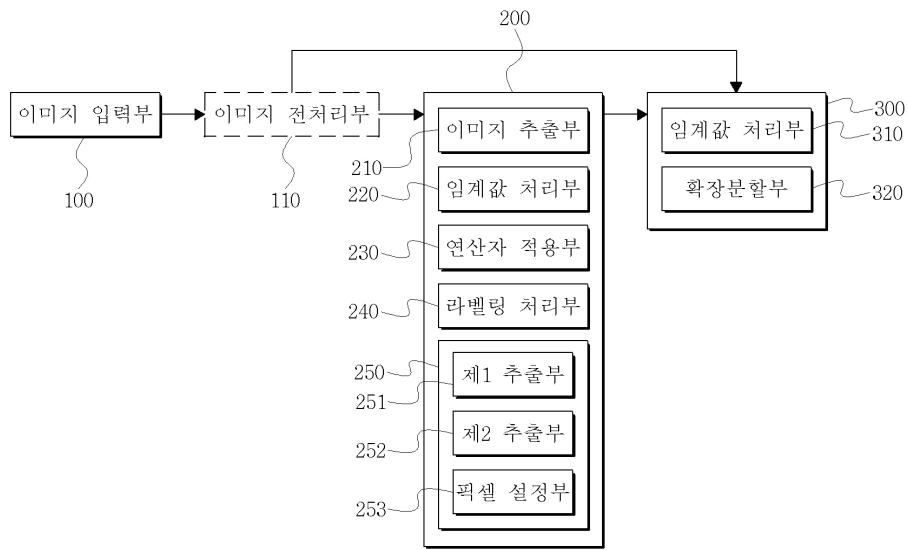 200
이미지 입력부
이미지 전처리부
100
110
이미지 추출부
210
임계값 처리부
220
연산자 적용부
230
라벨링 처리부
240
250
제1 추출부
251
제2 추출부
252
픽셀 설정부
253
300
임계값 처리부
310
확장분할부
320